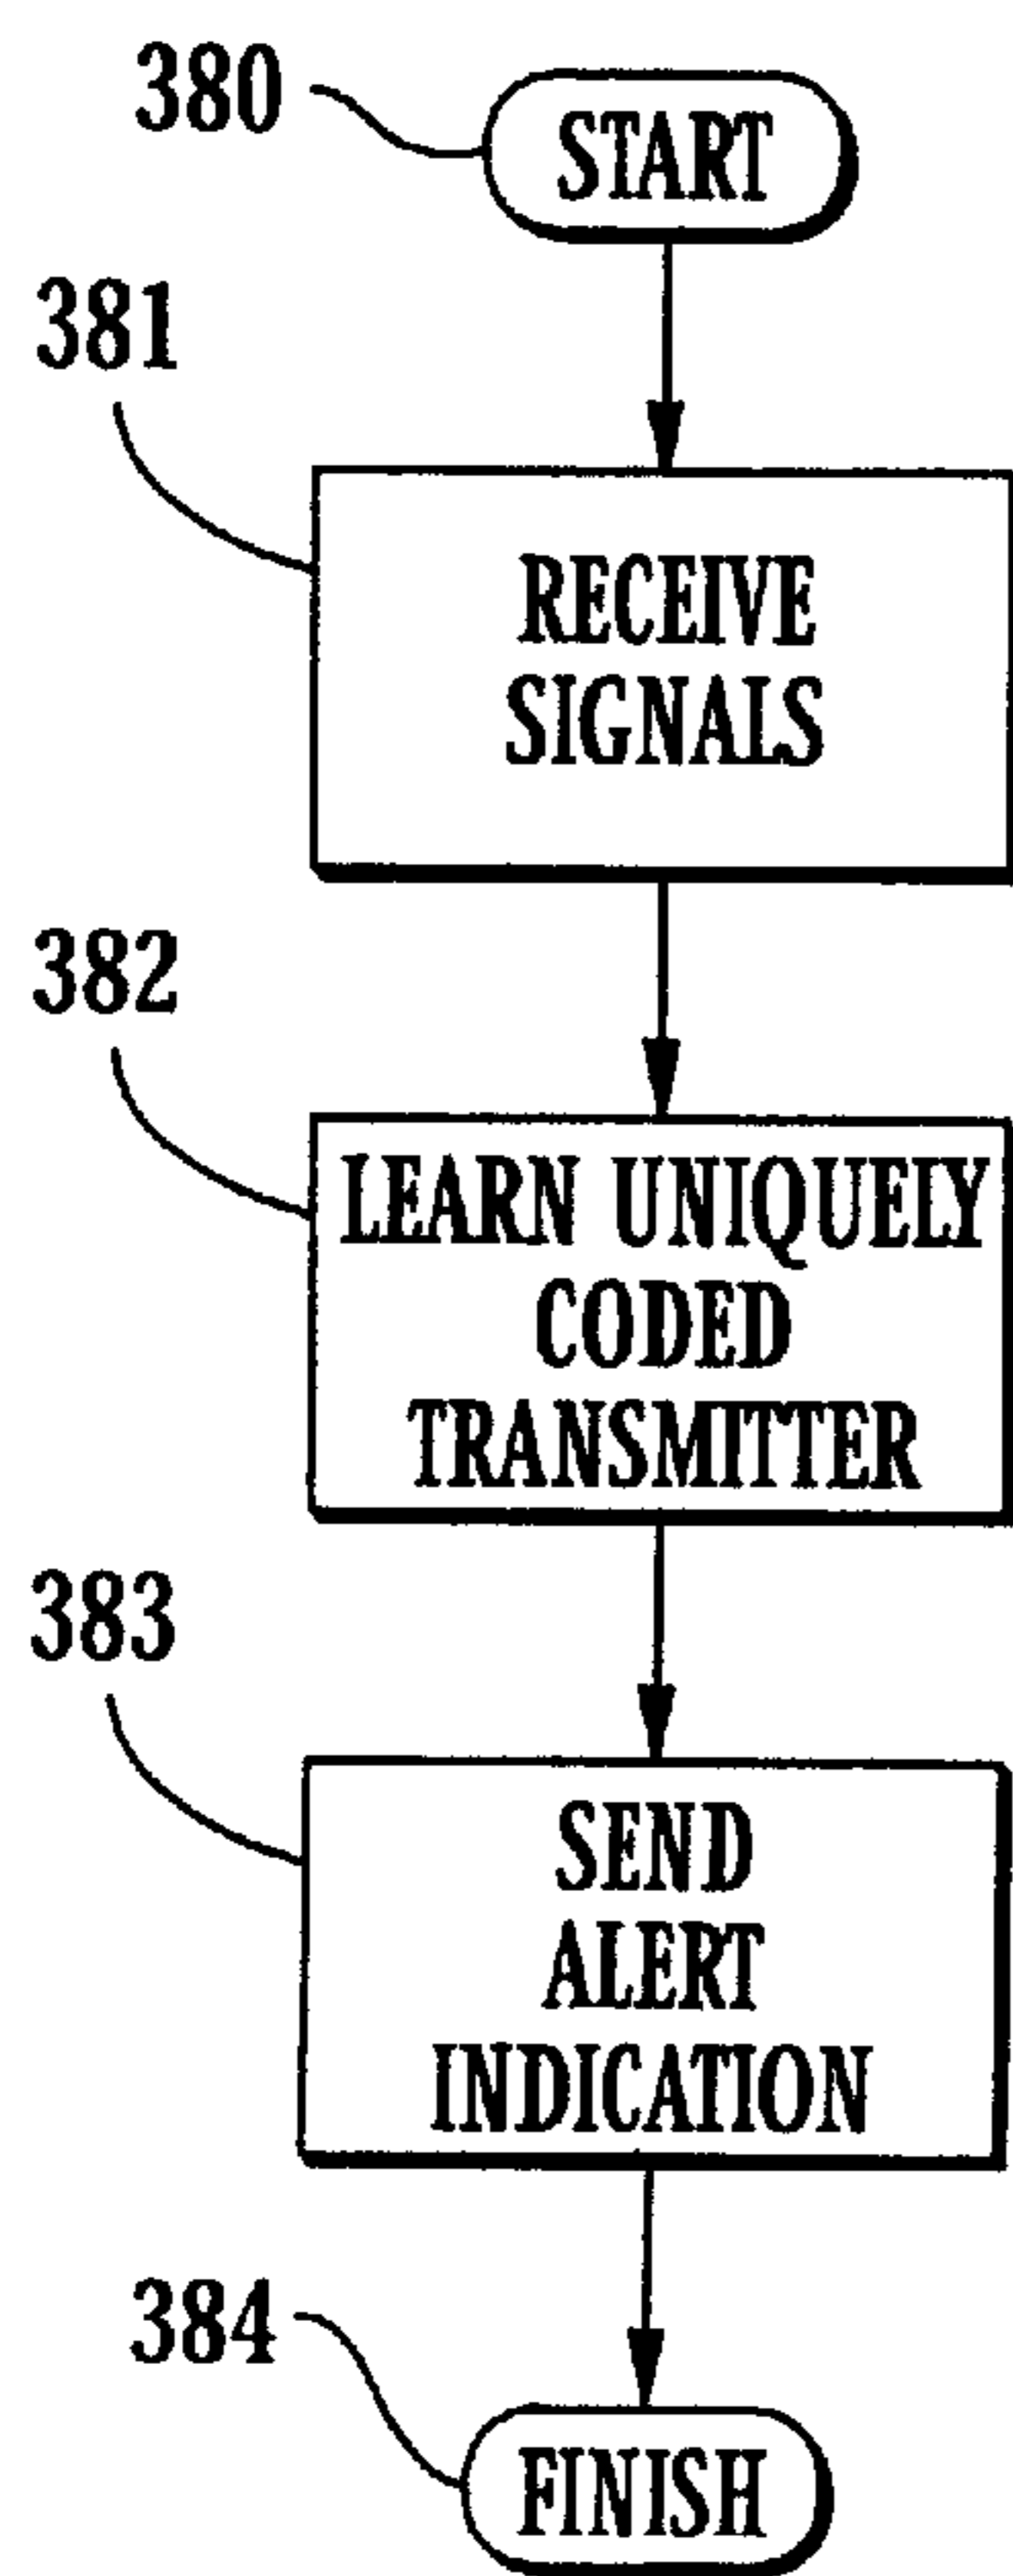 380
START
381
RECEIVE
SIGNALS
382
LEARN UNIQUELY
CODED
TRANSMITTER
383
SEND
ALERT
INDICATION
384
FINISH